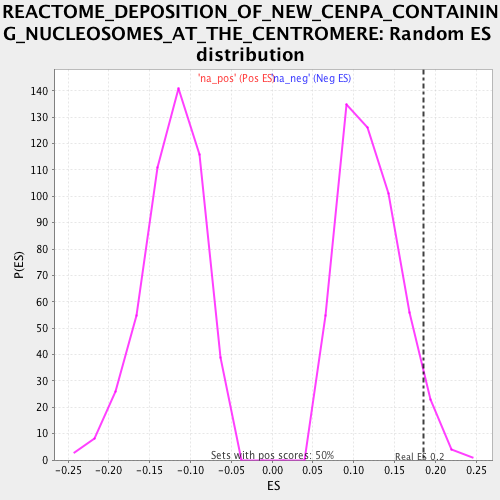 REACTOME_DEPOSITION_OF_NEW_CENPA_CONTAININ
G_NUCLEOSOMES_AT_THE_CENTROMERE: Random ES
distribution
'na_pos' (Pos ES) 'na_neg' (Neg ES)
140
130
120
110
100
90
80
70
60
50
40
30
20
10
0
P(ES)
Sets with pos scores: 50%
Real ES 0.2
-0.25 -0.20 -0.15 -0.10 -0.05 0.00 0.05 0.10 0.15 0.20 0.25
ES